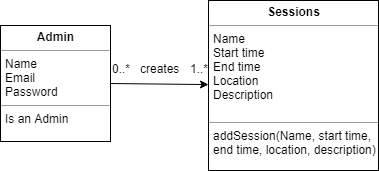 Admin
Name
Email
Password
Is an Admin
0..* creates 1..*
Sessions
Name
Start time
End time
Location
Description
addSession(Name, start time,
end time, location, description)